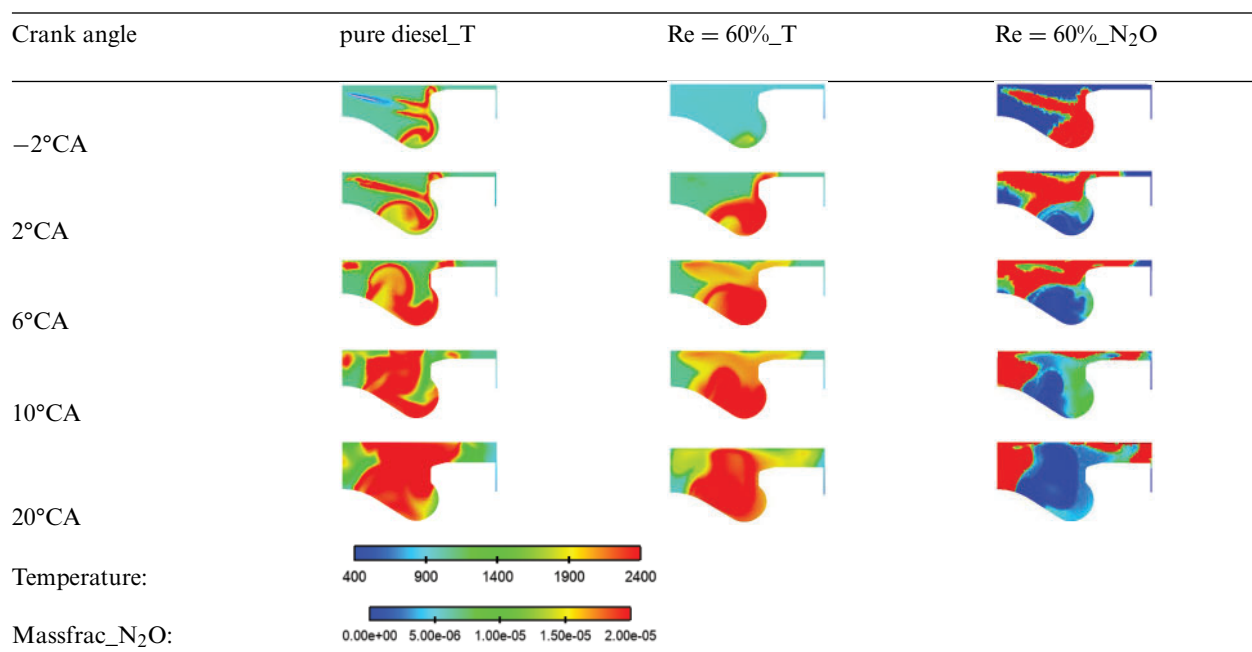 Crank angle pure diesel_T Re = 60%_T Re = 60%_N₂O
−2°CA
2°CA
6°CA
10°CA
20°CA
Temperature: 400 900 1400 1900 2400
Massfrac_N₂O: 0.00e+00 5.00e-06 1.00e-05 1.50e-05 2.00e-05